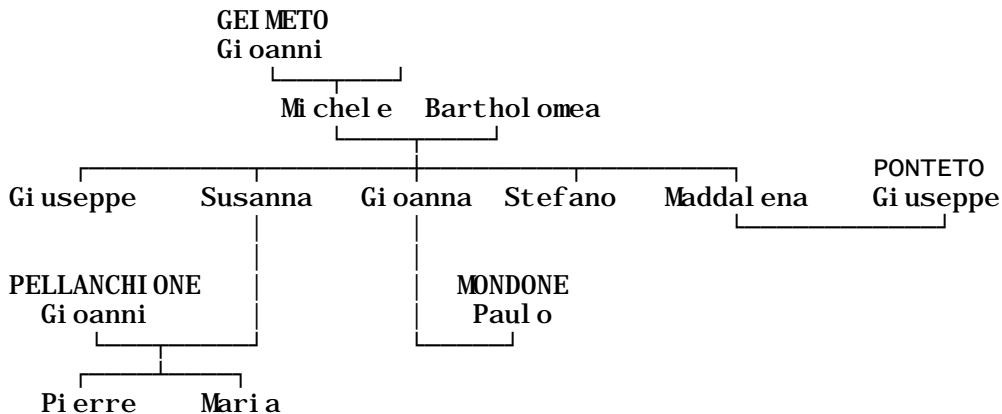 GEIMETO
Gioanni
Michele Bartholomea
PONTETO
Giuseppe Susanna Gioanna Stefano Maddalena Giuseppe
PELLANCHIONE MONDONE
Gioanni Paulo
Pierre Maria